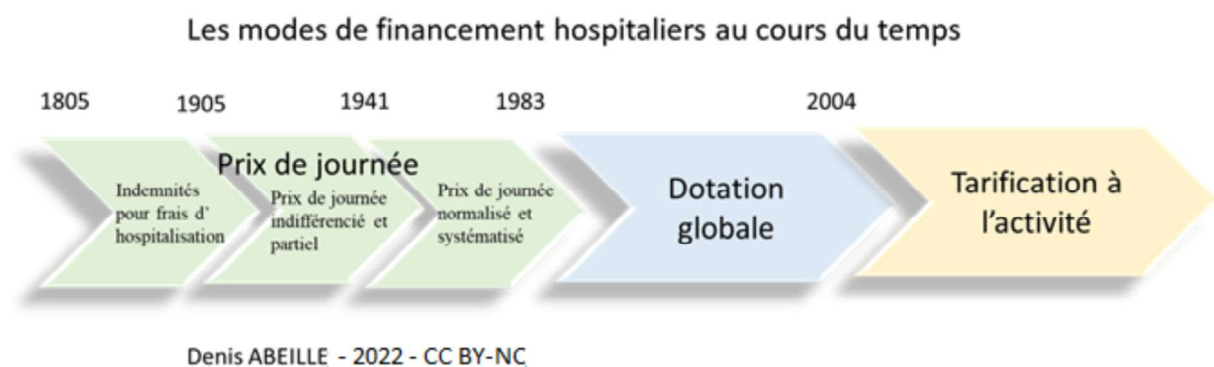 Les modes de financement hospitaliers au cours du temps
1805
1905
1941
1983
2004
Prix de journée
Indemnités
pour frais d'
hospitalisation
Prix de journée
indifférencié et
partiel
Prix de journée
normalisé et
systématisé
Dotation
globale
Tarification à
l'activité
Denis ABEILLE - 2022 - CC BY-NC